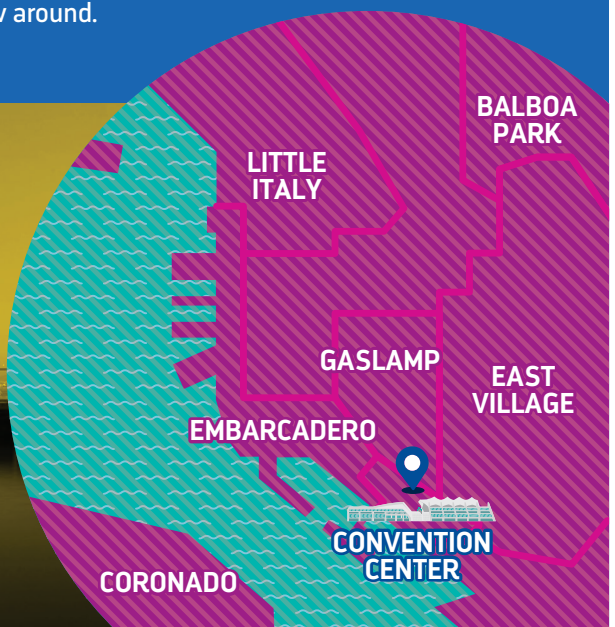 around.
BALBOA
PARK
LITTLE
ITALY
GASLAMP
EAST
VILLAGE
EMBARCADERO
CONVENTION
CENTER
CORONADO